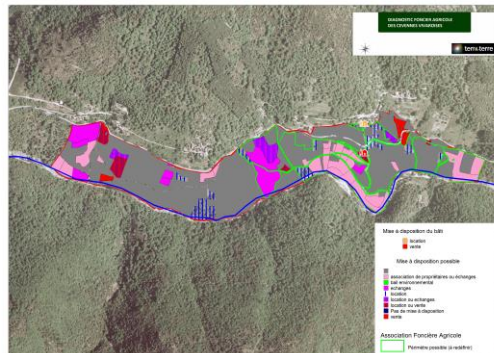 DIAGNOSTIC FONCIER AGRICOLE
DES CEVENNES VIVAROISES
terre&terre
Mise à disposition du bâti
location
vente
Mise à disposition possible
association de propriétaires ou échanges
bail environnemental
échanges
location
location ou échanges
location ou vente
Pas de mise à disposition
vente
Association Foncière Agricole
Périmètre possible (à redéfinir)